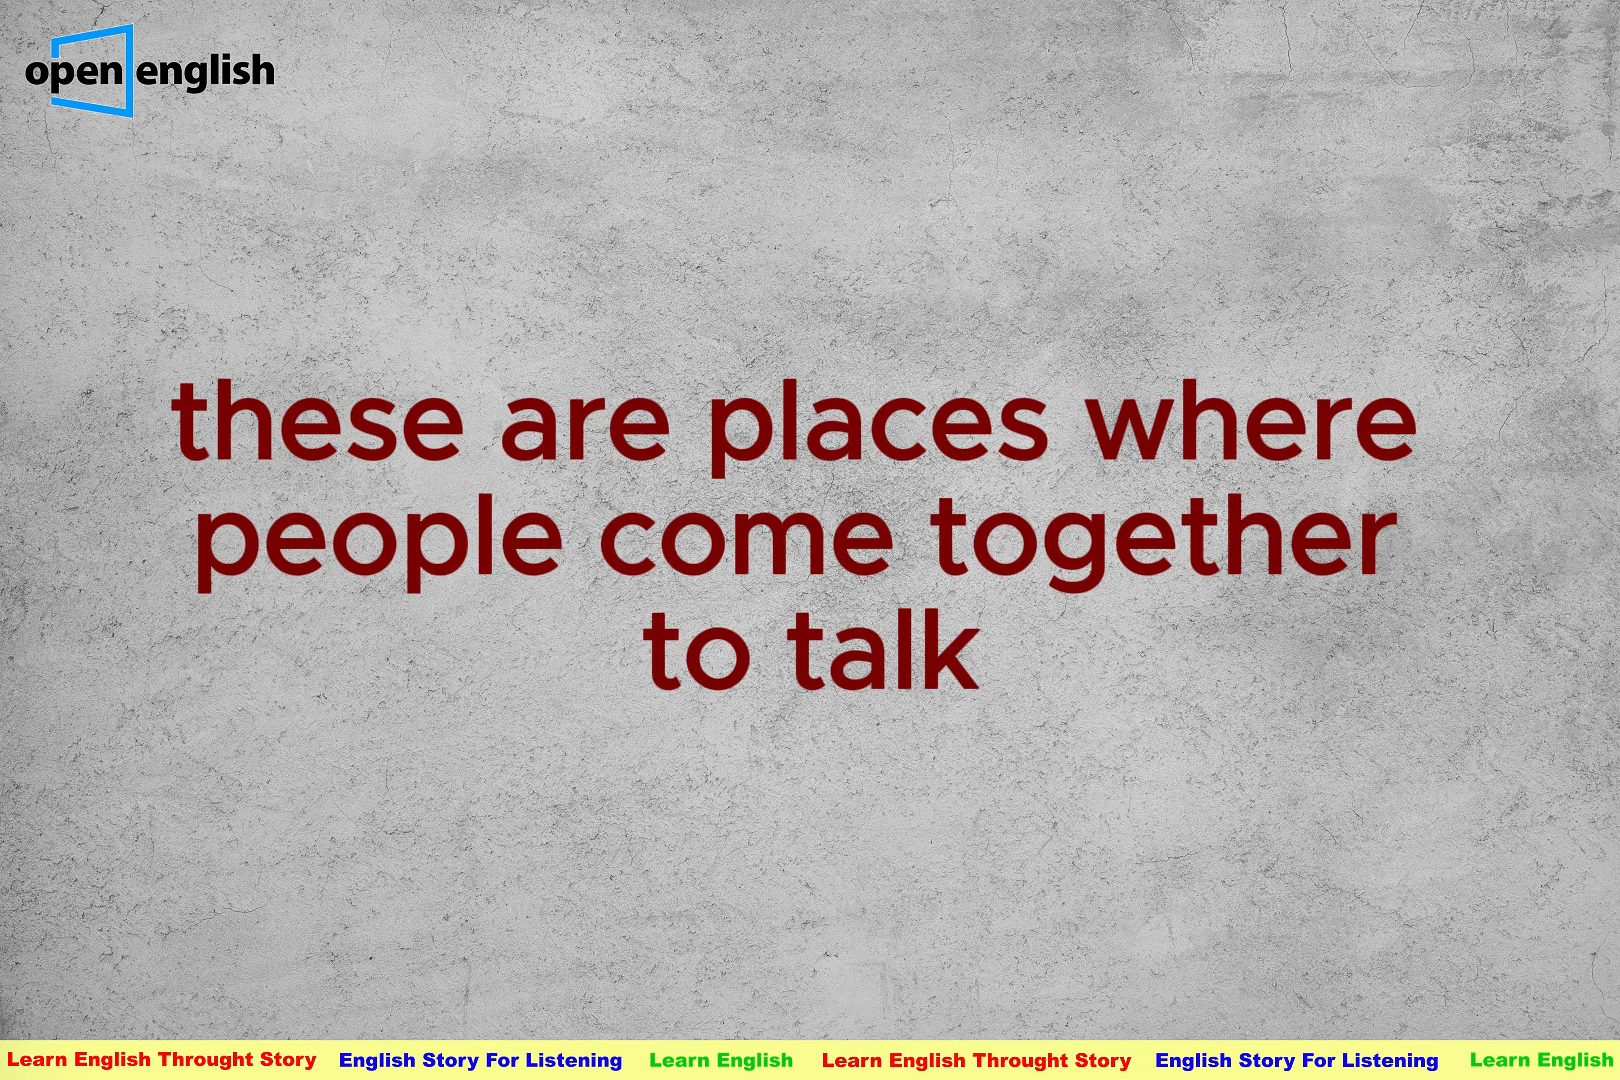 open english
these are places where
people come together
to talk
Learn English Throught Story English Story For Listening Learn English Learn English Throught Story English Story For Listening Learn English